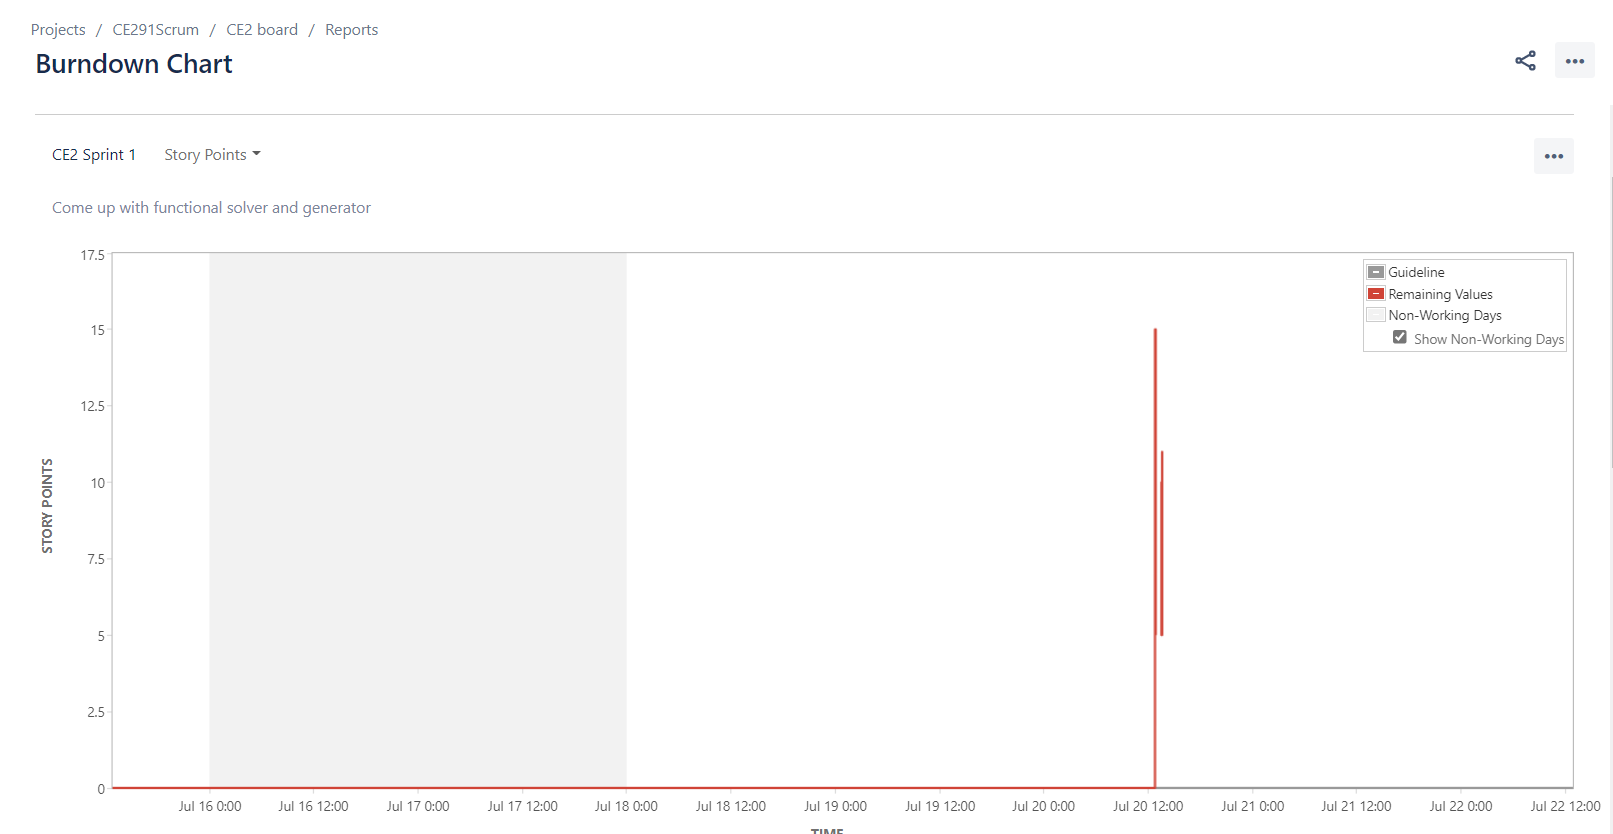 Projects / CE291Scrum / CE2 board / Reports
Burndown Chart
CE2 Sprint 1 Story Points
Come up with functional solver and generator
17.5
15
12.5
10
7.5
5
2.5
0
STORY POINTS
Guideline
Remaining Values
Non-Working Days
Show Non-Working Days
Jul 16 0:00 Jul 16 12:00 Jul 17 0:00 Jul 17 12:00 Jul 18 0:00 Jul 18 12:00 Jul 19 0:00 Jul 19 12:00 Jul 20 0:00 Jul 20 12:00 Jul 21 0:00 Jul 21 12:00 Jul 22 0:00 Jul 22 12:00
TIME